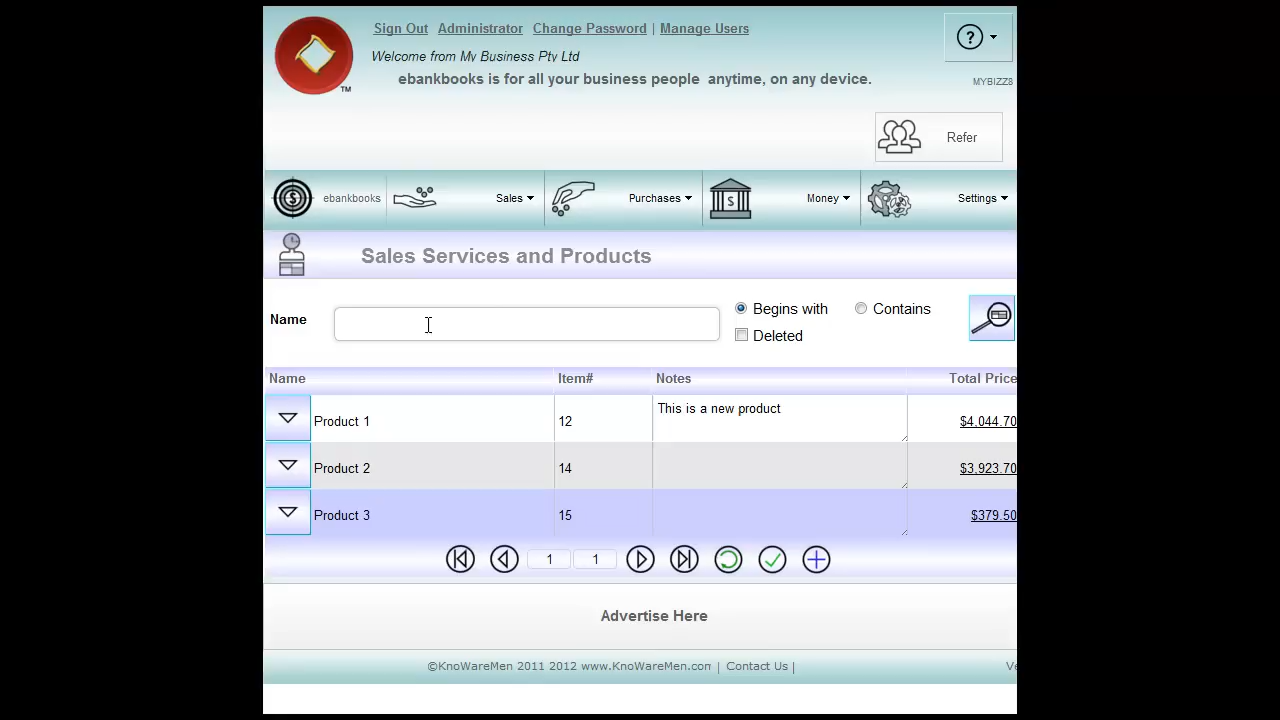 Sign Out Administrator Change Password | Manage Users
?
Welcome from My Business Pty Ltd
ebankbooks is for all your business people anytime, on any device.
MYBIZZ8
TM
Refer
ebankbooks Sales Purchases Money Settings
Sales Services and Products
Name
Begins with Contains
Deleted
Name Item# Notes Total Price
Product 1 12 This is a new product $4,044.70
Product 2 14 $3,923.70
Product 3 15 $379.50
1 1
Advertise Here
©KnoWareMen 2011 2012 www.KnoWareMen.com | Contact Us |